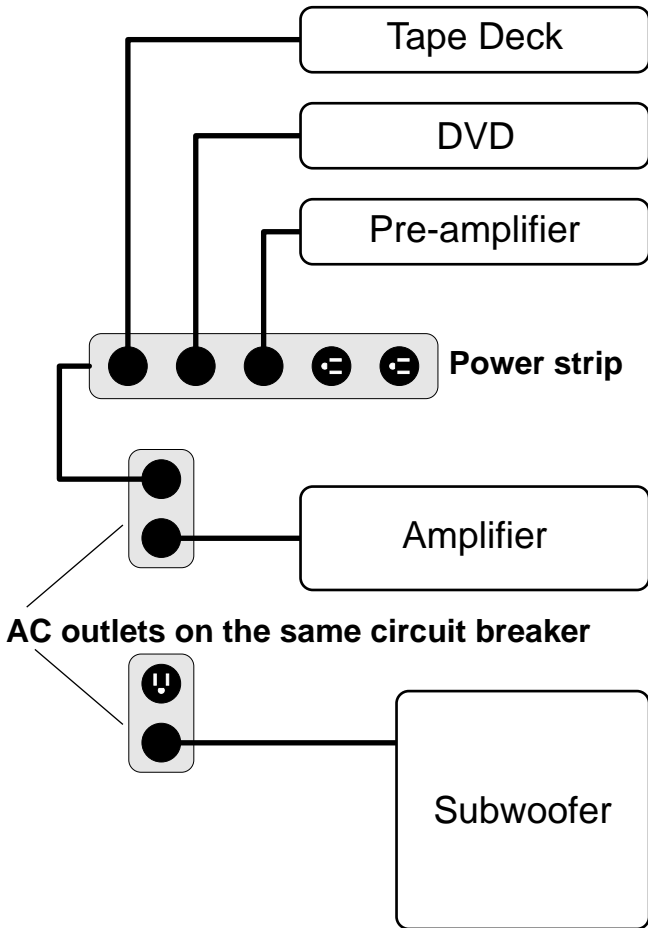 Tape Deck
DVD
Pre-amplifier
Power strip
Amplifier
AC outlets on the same circuit breaker
Subwoofer